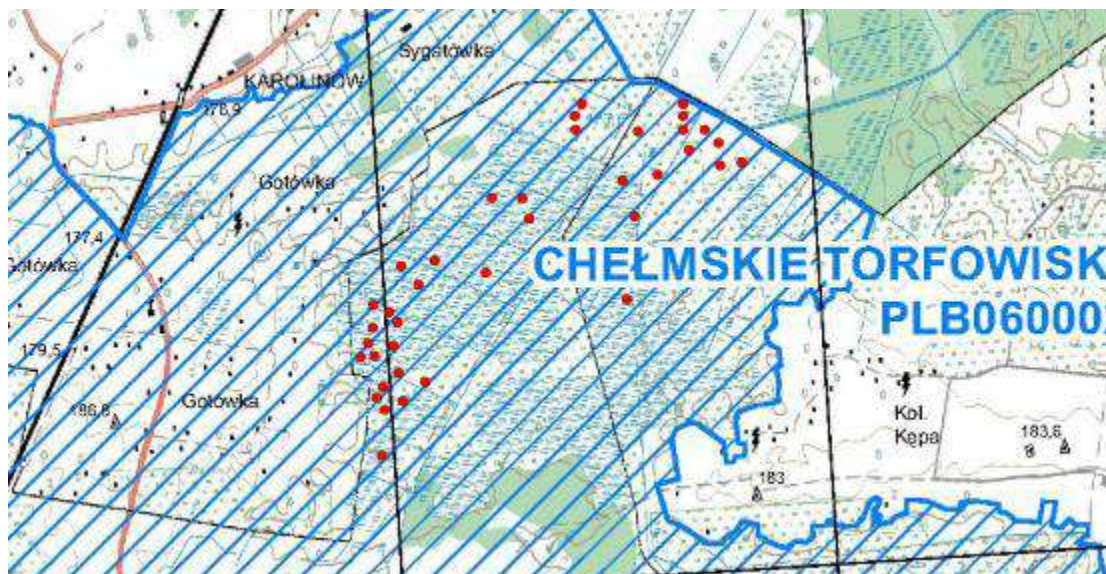 Sygatówka
KAROLINÓW
178,9
Gotówka
177,4
Gotówka
CHEŁMSKIE TORFOWISK
PLB06000
179,5
186,8
Gotówka
Kol.
Kępa
183,6
183